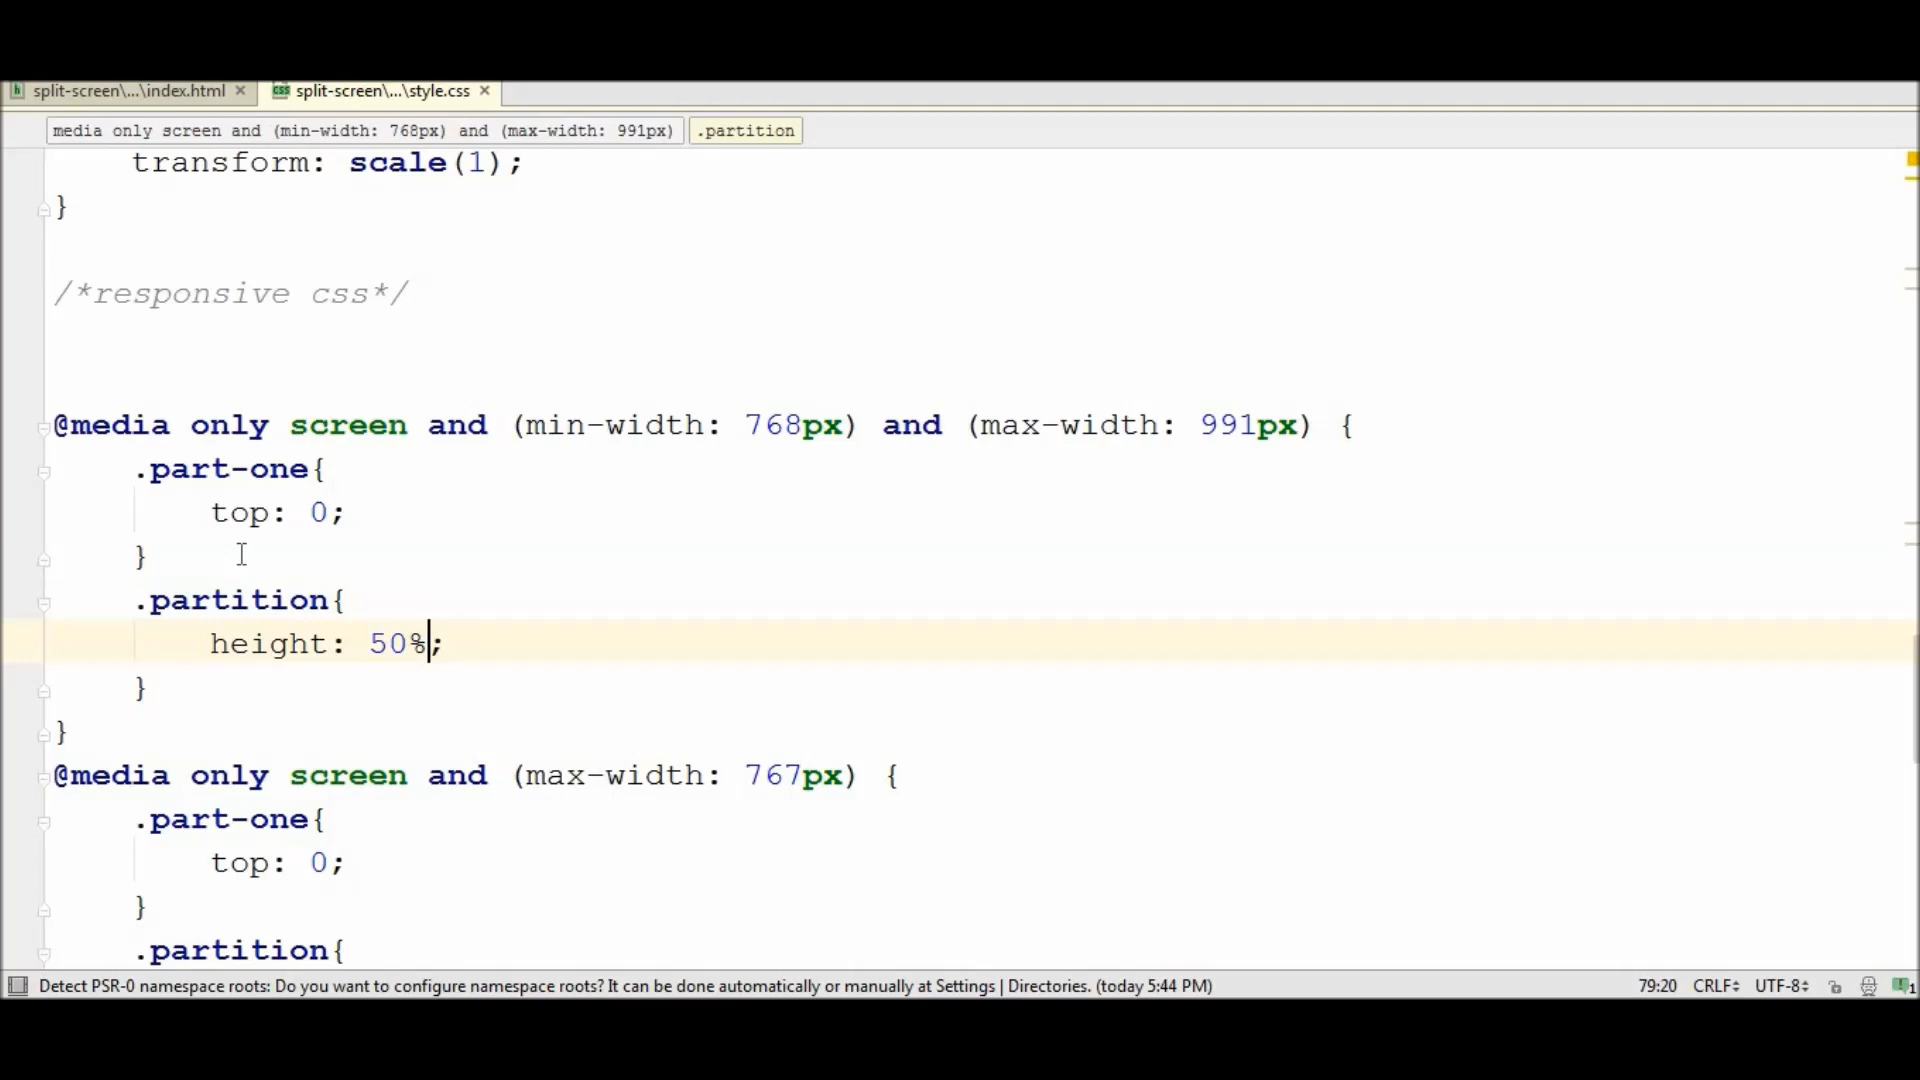 split-screen\...\index.html
split-screen\...\style.css
media only screen and (min-width: 768px) and (max-width: 991px)
.partition
transform: scale(1);
}
/*responsive css*/
@media only screen and (min-width: 768px) and (max-width: 991px) {
.part-one{
top: 0;
}
.partition{
height: 50%;
}
}
@media only screen and (max-width: 767px) {
.part-one{
top: 0;
}
.partition{
Detect PSR-0 namespace roots: Do you want to configure namespace roots? It can be done automatically or manually at Settings | Directories. (today 5:44 PM)
79:20 CRLF UTF-8 1